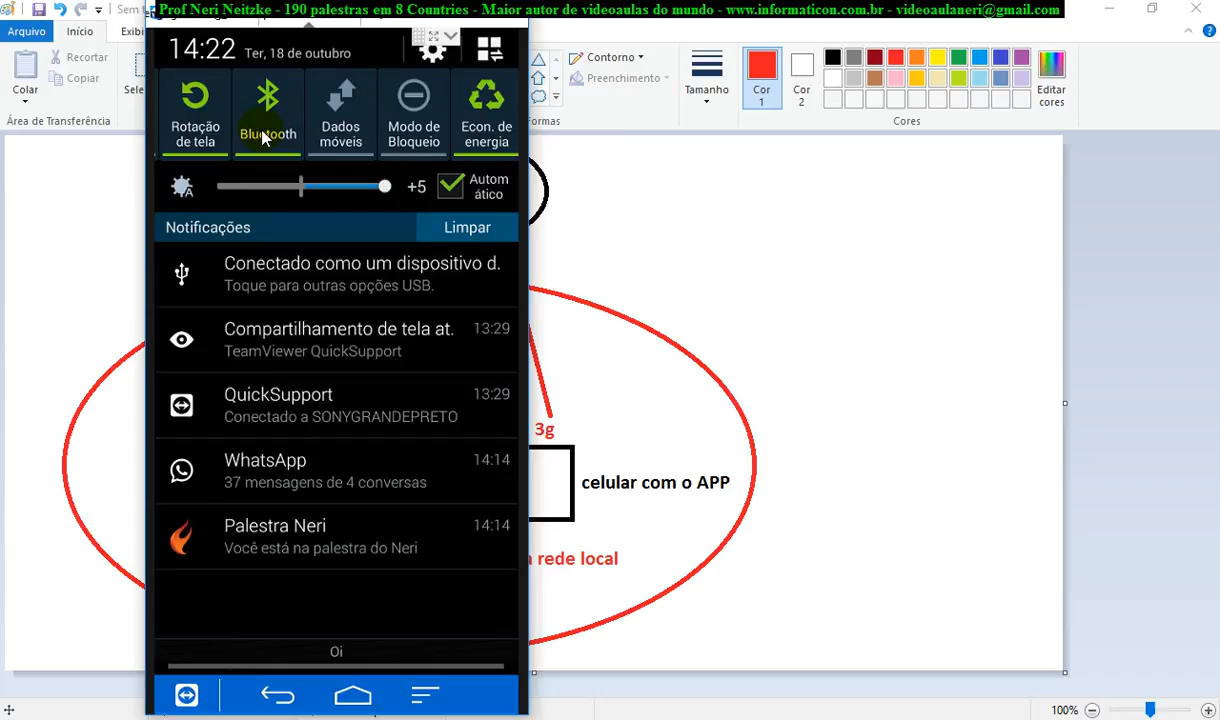 Prof Neri Neitzke - 190 palestras em 8 Countries - Maior autor de videoaulas do mundo - www.informaticon.com.br - videoaulaneri@gmail.com
Arquivo
Início
Exibi
Colar
Recortar
Copiar
Sele
Área de Transferência
Contorno
Preenchimento
Formas
Tamanho
Cor
1
Cor
2
Editar
cores
Cores
14:22 Ter, 18 de outubro
Rotação
de tela
Bluetooth
Dados
móveis
Modo de
Bloqueio
Econ. de
energia
A
+5
Autom
ático
Notificações
Limpar
Conectado como um dispositivo d.
Toque para outras opções USB.
Compartilhamento de tela at. 13:29
TeamViewer QuickSupport
QuickSupport 13:29
Conectado a SONYGRANDEPRETO
WhatsApp 14:14
37 mensagens de 4 conversas
Palestra Neri 14:14
Você está na palestra do Neri
Oi
3g
celular com o APP
rede local
100%